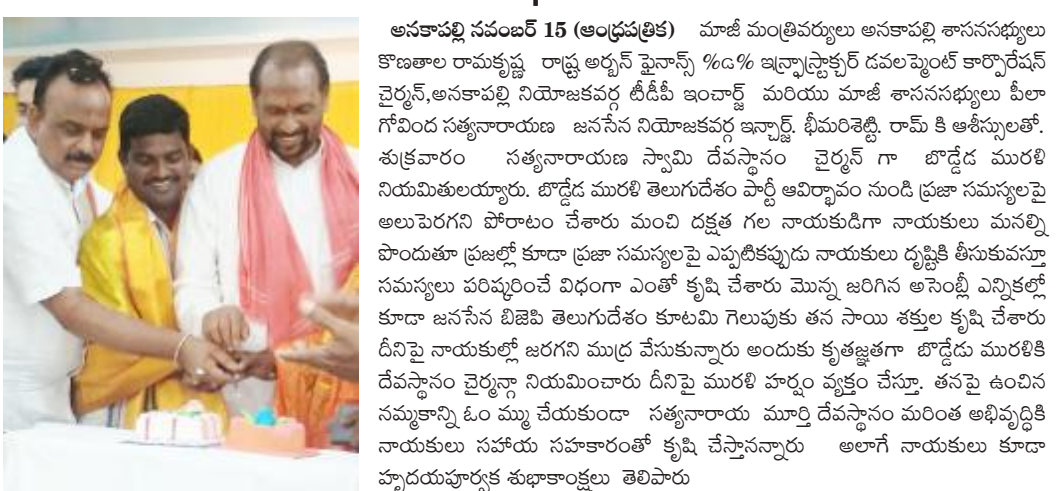 అనకాపల్లి నవంబర్ 15 (ఆంధ్రపత్రిక) మాజీ మంత్రివర్యులు అనకాపల్లి శాసనసభ్యులు
కొణతాల రామకృష్ణ రాష్ట్ర అర్బన్ ఫైనాన్స్ %డ% ఇన్ఫ్రాస్ట్రాక్చర్ డవలప్మెంట్ కార్పొరేషన్
చైర్మన్,అనకాపల్లి నియోజకవర్గ టీడీపీ ఇంచార్జ్ మరియు మాజీ శాసనసభ్యులు పీలా
గోవింద సత్యనారాయణ జనసేన నియోజకవర్గ ఇన్చార్జ్. భీమరిశెట్టి. రామ్ కి ఆశీస్సులతో.
శుక్రవారం సత్యనారాయణ స్వామి దేవస్థానం చైర్మన్ గా బొడ్డేడ మురళి
నియమితులయ్యారు. బొడ్డేడ మురళి తెలుగుదేశం పార్టీ ఆవిర్భావం నుండి ప్రజా సమస్యలపై
అలుపెరగని పోరాటం చేశారు మంచి దక్షత గల నాయకుడిగా నాయకులు మనల్ని
పొందుతూ ప్రజల్లో కూడా ప్రజా సమస్యలపై ఎప్పటికప్పుడు నాయకులు దృష్టికి తీసుకువస్తూ
సమస్యలు పరిష్కరించే విధంగా ఎంతో కృషి చేశారు మొన్న జరిగిన అసెంబ్లీ ఎన్నికల్లో
కూడా జనసేన బిజెపి తెలుగుదేశం కూటమి గెలుపుకు తన సాయి శక్తుల కృషి చేశారు
దీనిపై నాయకుల్లో జరగని ముద్ర వేసుకున్నారు అందుకు కృతజ్ఞతగా బొడ్డేడు మురళికి
దేవస్థానం చైర్మన్గా నియమించారు దీనిపై మురళి హర్షం వ్యక్తం చేస్తూ. తనపై ఉంచిన
నమ్మకాన్ని ఓం మ్ము చేయకుండా సత్యనారాయ మూర్తి దేవస్థానం మరింత అభివృద్ధికి
నాయకులు సహాయ సహకారంతో కృషి చేస్తానన్నారు అలాగే నాయకులు కూడా
హృదయపూర్వక శుభాకాంక్షలు తెలిపారు